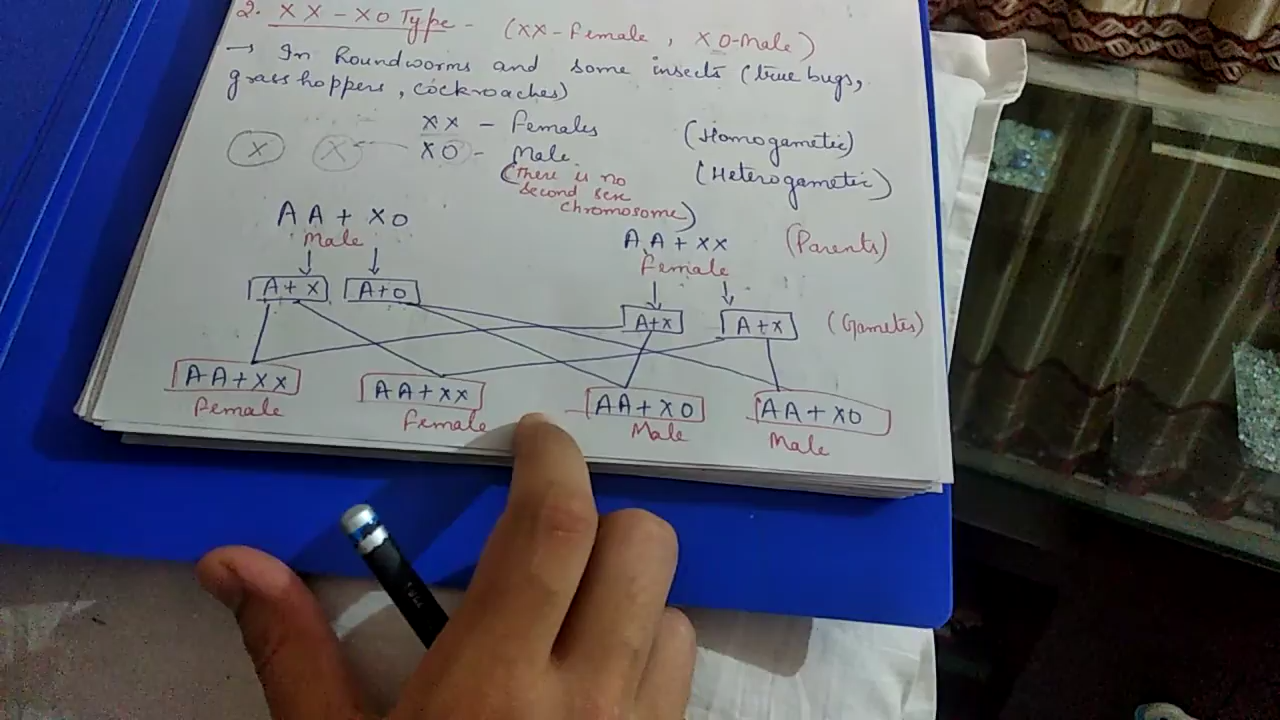 2. XX - XO Type - (XX - Female, XO - Male)
→ In Roundworms and some insects (true bugs,
grasshoppers, cockroaches)
XX - Females (Homogametic)
X X XO - Male (Heterogametic)
(there is no
second sex
chromosome)
AA + XO
Male
AA + XX (Parents)
Female
A+X A+O
A+X A+X (Gametes)
AA+XX AA+XX AA+XO AA+XO
Female Female Male Male